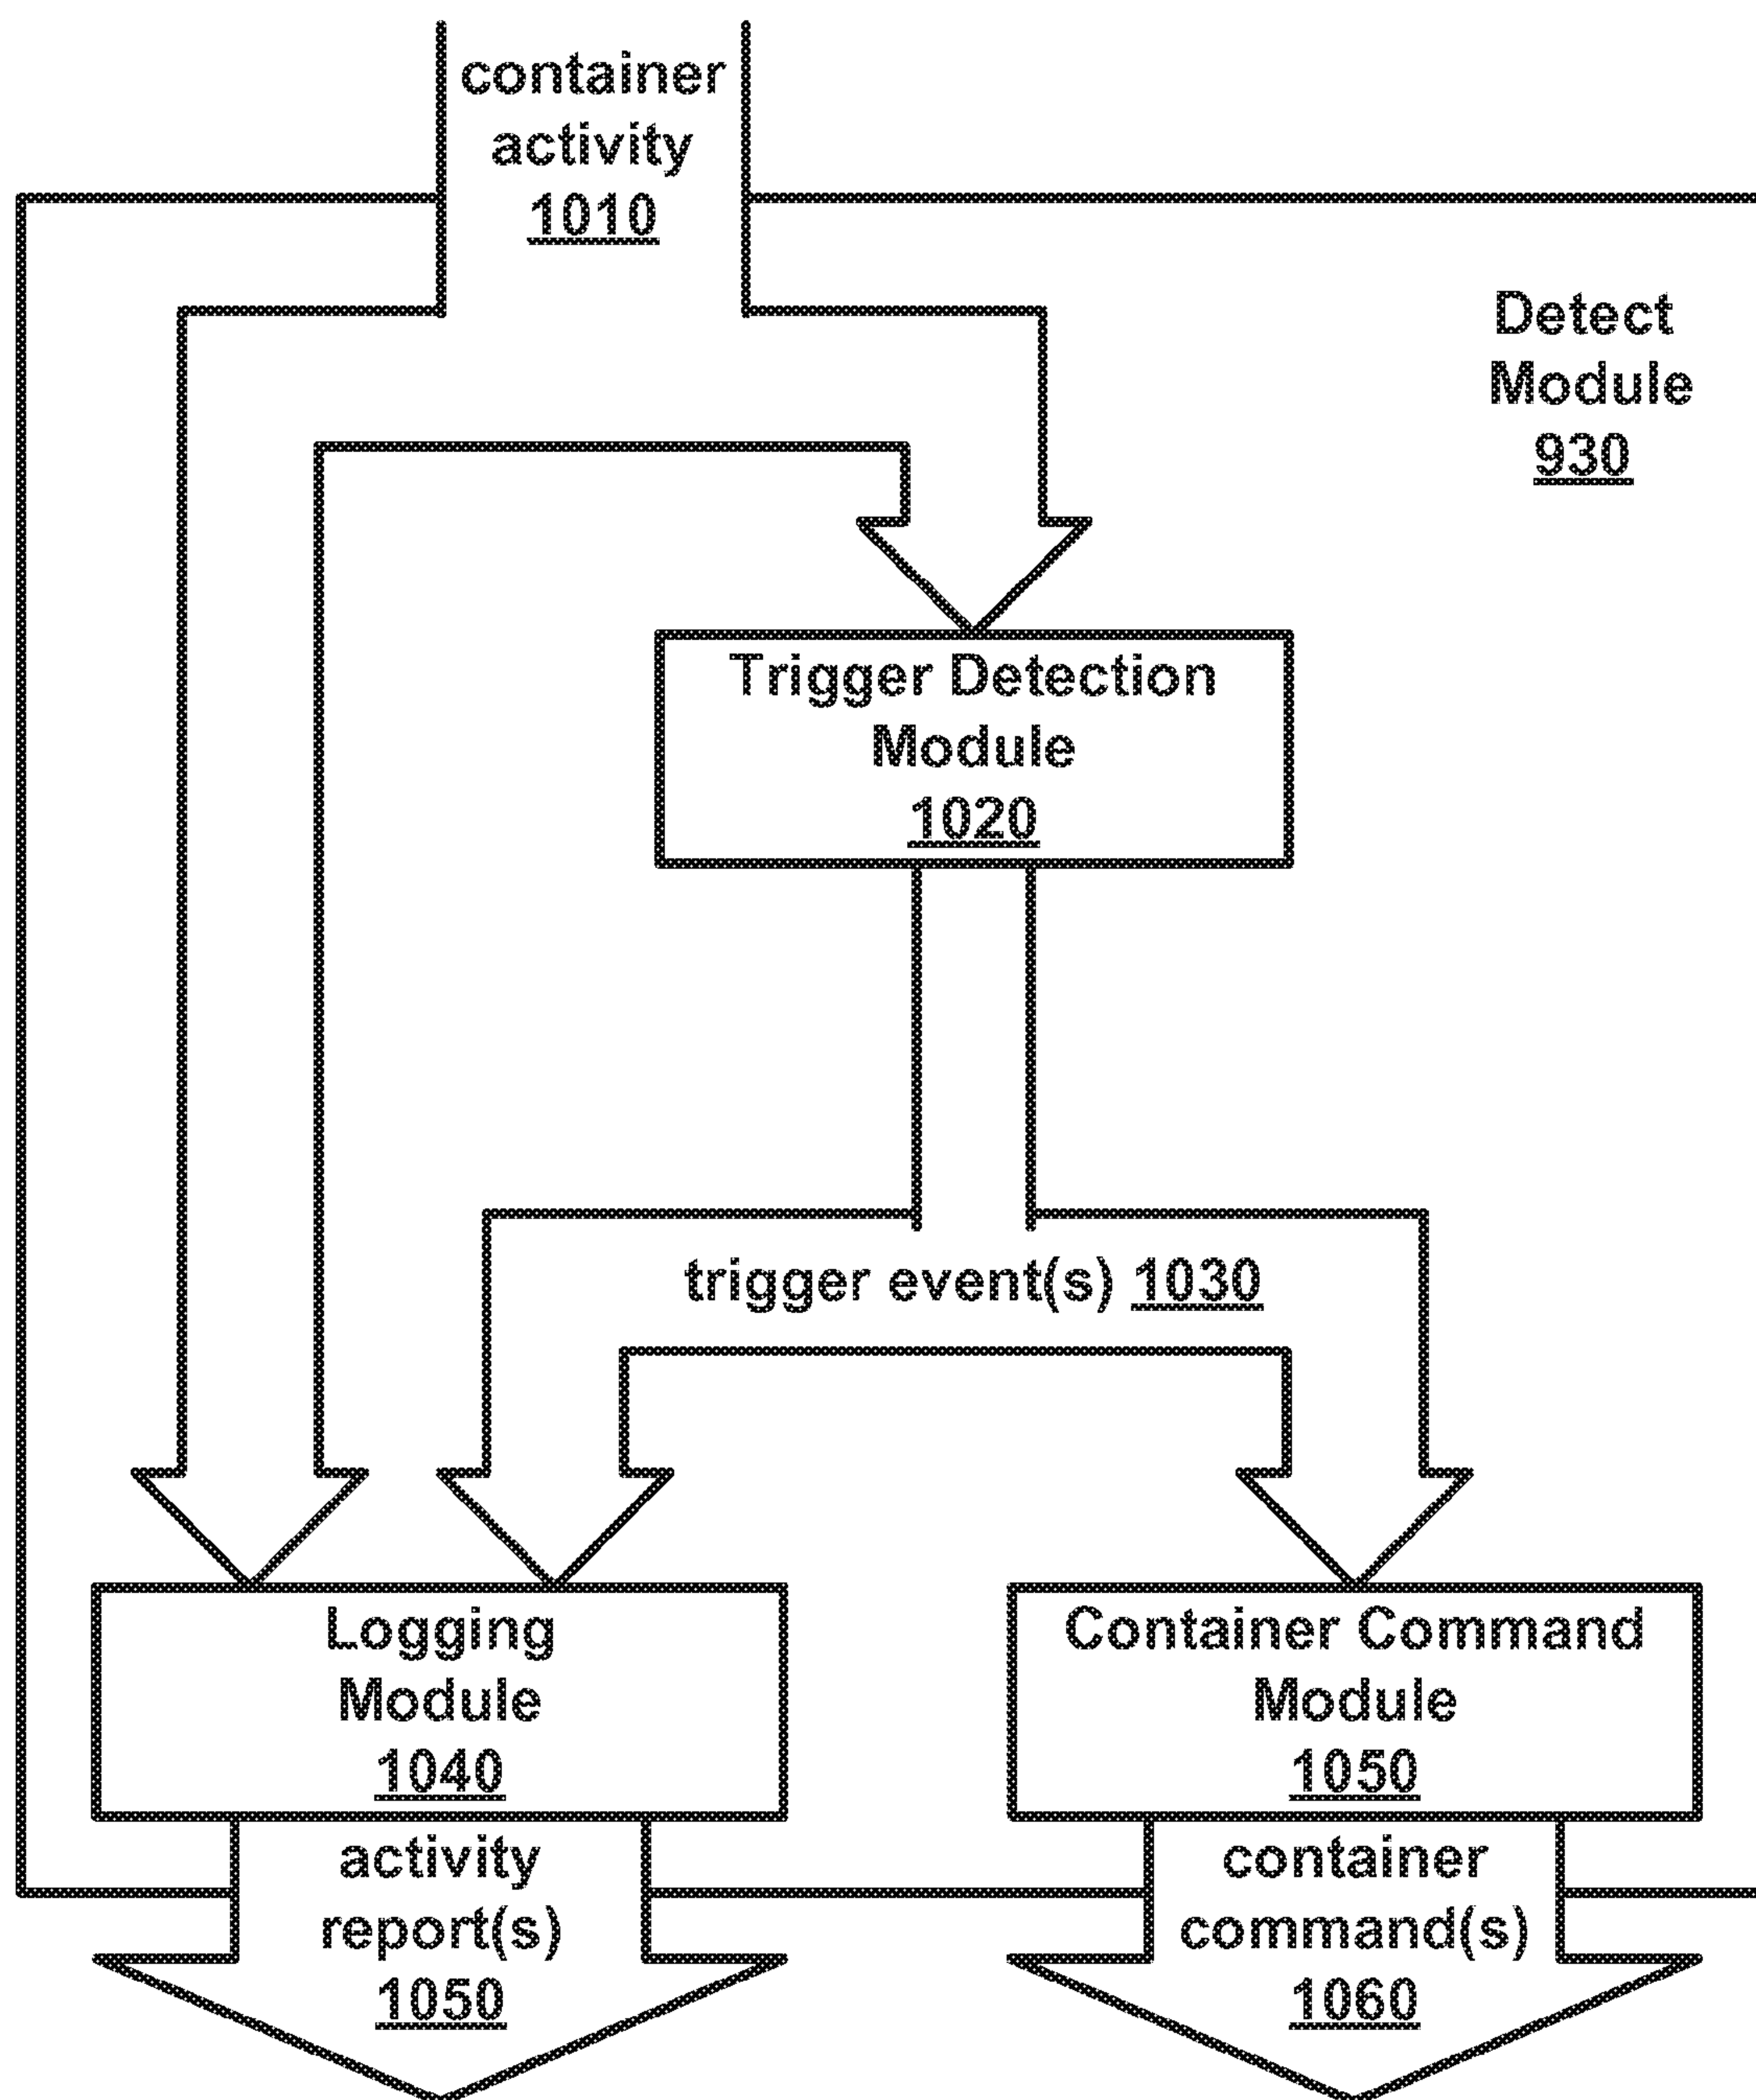 container
activity
1010
Detect
Module
930
Trigger Detection
Module
1020
trigger event(s) 1030
Logging
Module
1040
Container Command
Module
1050
activity
report(s)
1050
container
command(s)
1060